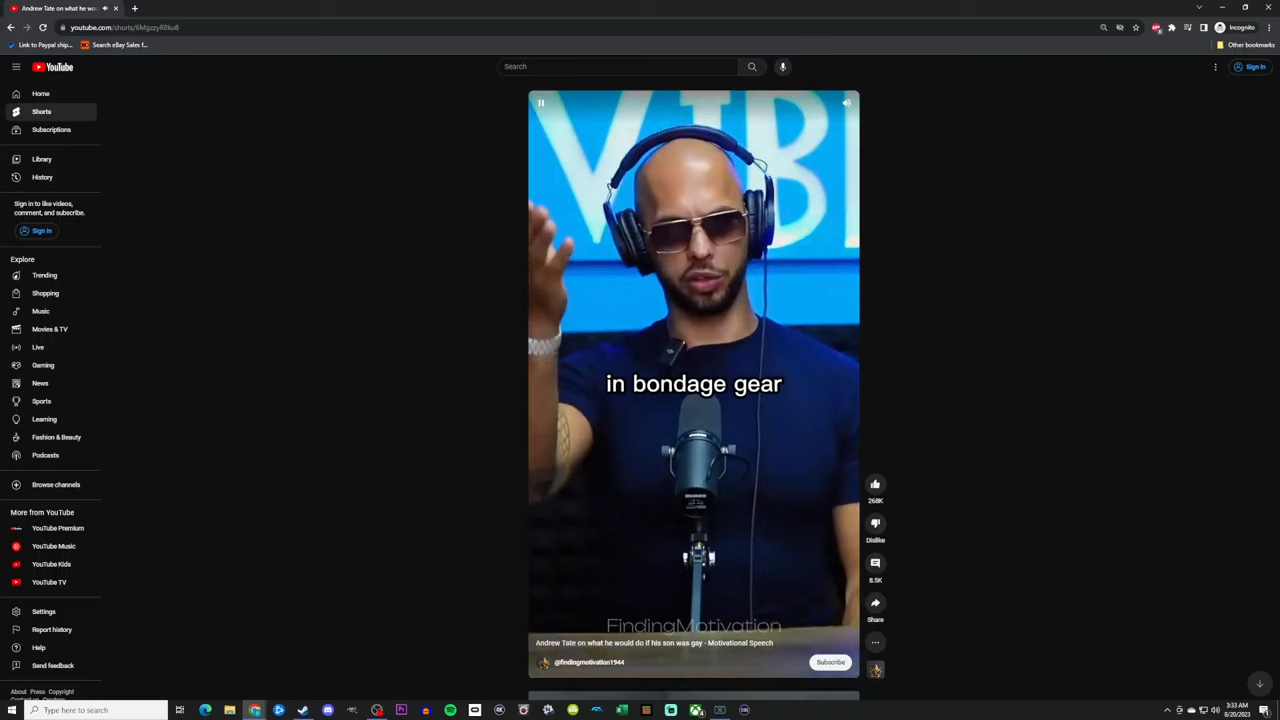 Andrew Tate on what he wou
youtube.com/shorts/6MgzzyR8ku8
Incognito
Link to Paypal ship...
Search eBay Sales f...
Other bookmarks
YouTube
Search
Sign in
Home
Shorts
Subscriptions
Library
History
Sign in to like videos,
comment, and subscribe.
Sign in
Explore
Trending
Shopping
Music
Movies & TV
Live
Gaming
News
Sports
Learning
Fashion & Beauty
Podcasts
Browse channels
More from YouTube
YouTube Premium
YouTube Music
YouTube Kids
YouTube TV
Settings
Report history
Help
Send feedback
About Press Copyright
VIB
in bondage gear
FindingMotivation
Andrew Tate on what he would do if his son was gay - Motivational Speech
@findingmotivation1944
Subscribe
268K
Dislike
8.5K
Share
Type here to search
3:33 AM
8/20/2023